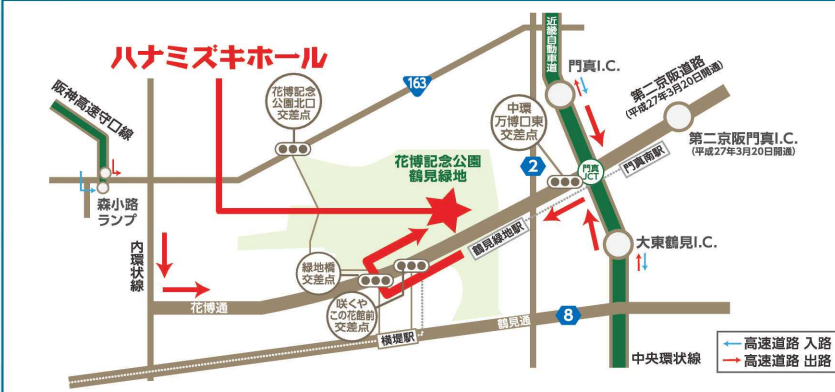 ハナミズキホール
阪神高速守口線
花博記念
公園北口
交差点
163
近畿自動車道
門真I.C.
第二京阪道路
(平成27年3月20日開通)
中環
万博口東
交差点
2
第二京阪門真I.C.
(平成27年3月20日開通)
花博記念公園
鶴見緑地
門真
JCT
門真南駅
森小路
ランプ
内環状線
鶴見緑地駅
大東鶴見I.C.
緑地橋
交差点
花博通
咲くや
この花館前
交差点
横堤駅
鶴見通
8
中央環状線
高速道路 入路
高速道路 出路